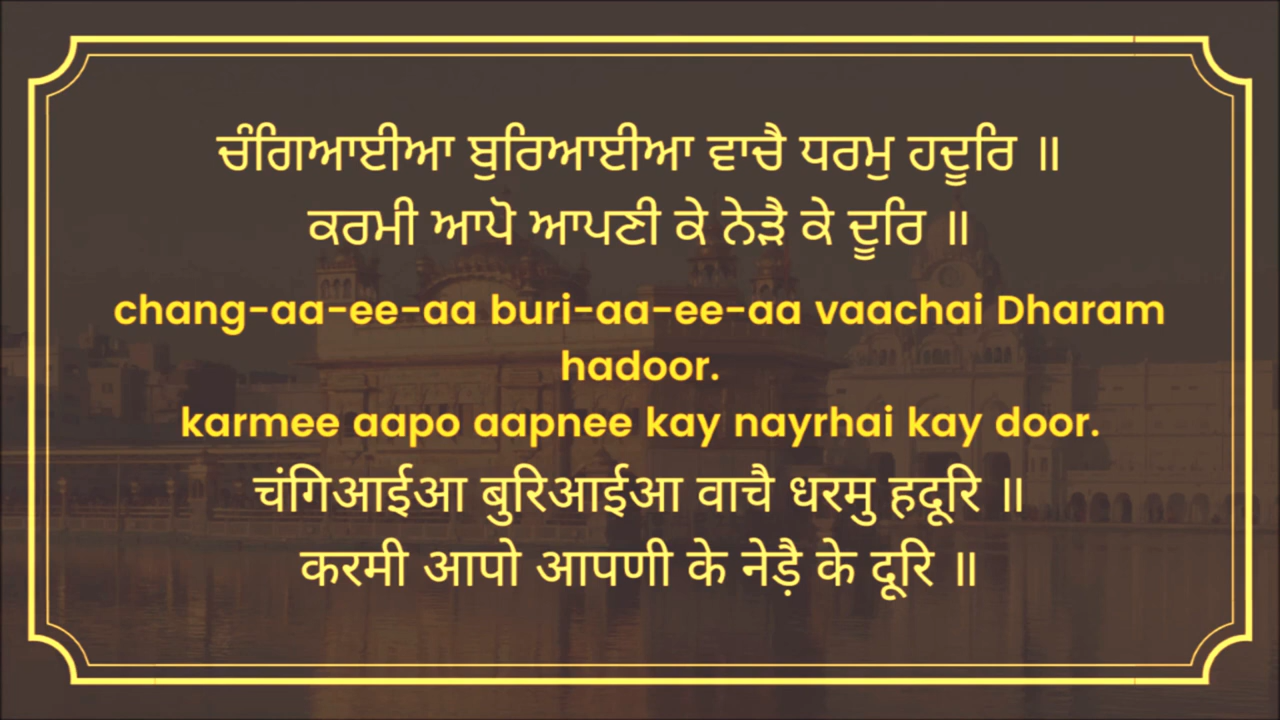 ਚੰਗਿਆਈਆ ਬੁਰਿਆਈਆ ਵਾਚੈ ਧਰਮੁ ਹਦੂਰਿ ॥
ਕਰਮੀ ਆਪੋ ਆਪਣੀ ਕੇ ਨੇੜੈ ਕੇ ਦੂਰਿ ॥
chang-aa-ee-aa buri-aa-ee-aa vaachai Dharam
hadoor.
karmee aapo aapnee kay nayrhai kay door.
चंगिआईआ बुरिआईआ वाचै धरमु हदूरि ॥
करमी आपो आपणी के नेड़ै के दूरि ॥